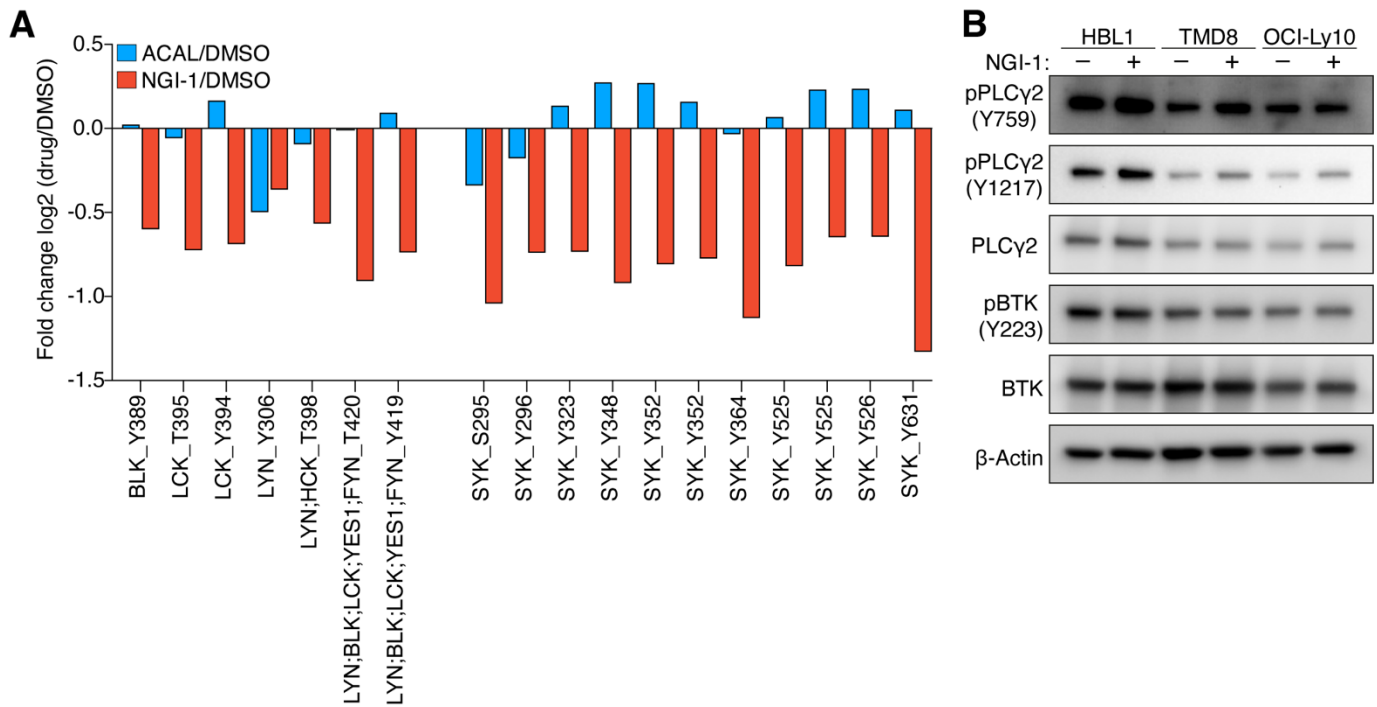 A
Fold change log2 (drug/DMSO)
0.5
0.0
-0.5
-1.0
-1.5
ACAL/DMSO
NGI-1/DMSO
BLK_Y389
LCK_T395
LCK_Y394
LYN_Y306
LYN;HCK_T398
LYN;BLK;LCK;YES1;FYN_T420
LYN;BLK;LCK;YES1;FYN_Y419
SYK_S295
SYK_Y296
SYK_Y323
SYK_Y348
SYK_Y352
SYK_Y352
SYK_Y364
SYK_Y525
SYK_Y525
SYK_Y526
SYK_Y631
B
HBL1 TMD8 OCI-Ly10
NGI-1: – + – + – +
pPLCγ2
(Y759)
pPLCγ2
(Y1217)
PLCγ2
pBTK
(Y223)
BTK
β-Actin